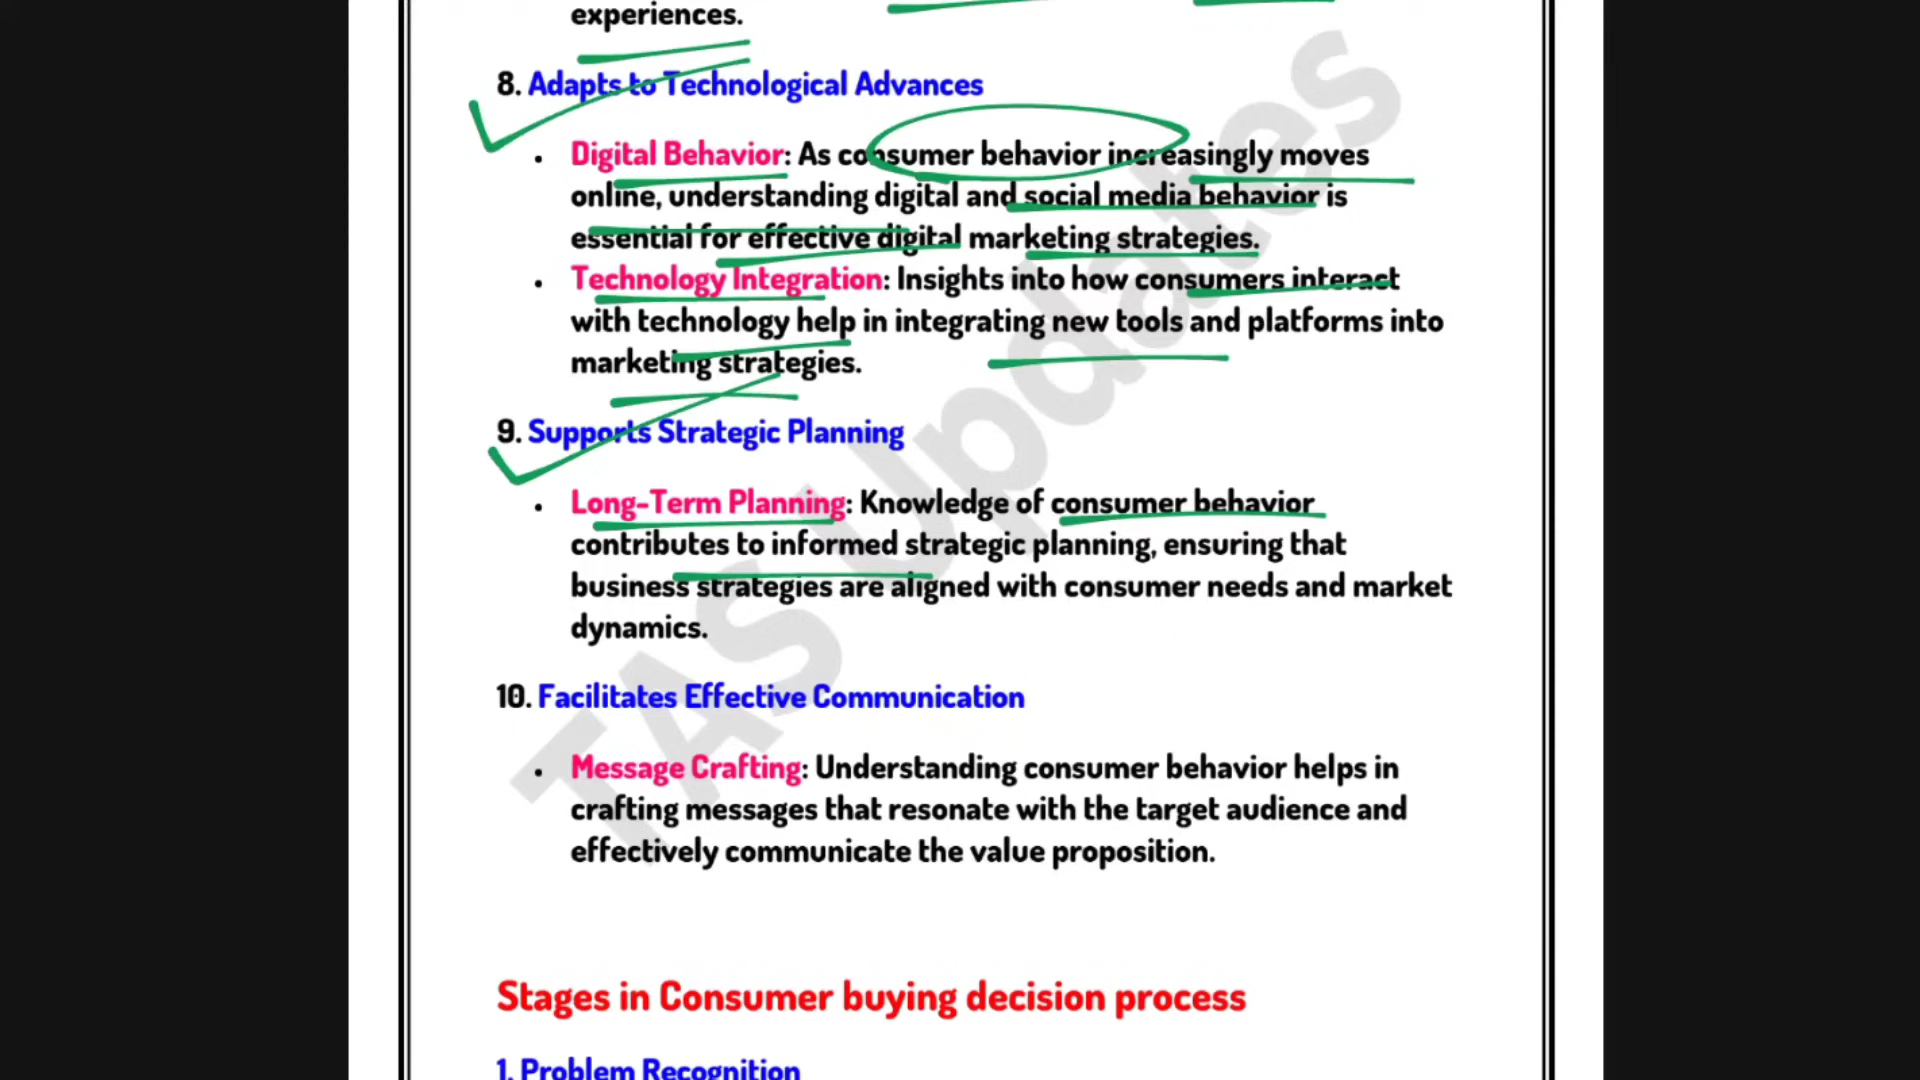 experiences.
8. Adapts to Technological Advances
• Digital Behavior: As consumer behavior increasingly moves
online, understanding digital and social media behavior is
essential for effective digital marketing strategies.
• Technology Integration: Insights into how consumers interact
with technology help in integrating new tools and platforms into
marketing strategies.
9. Supports Strategic Planning
• Long-Term Planning: Knowledge of consumer behavior
contributes to informed strategic planning, ensuring that
business strategies are aligned with consumer needs and market
dynamics.
10. Facilitates Effective Communication
• Message Crafting: Understanding consumer behavior helps in
crafting messages that resonate with the target audience and
effectively communicate the value proposition.
Stages in Consumer buying decision process
1. Problem Recognition
TAS Updates